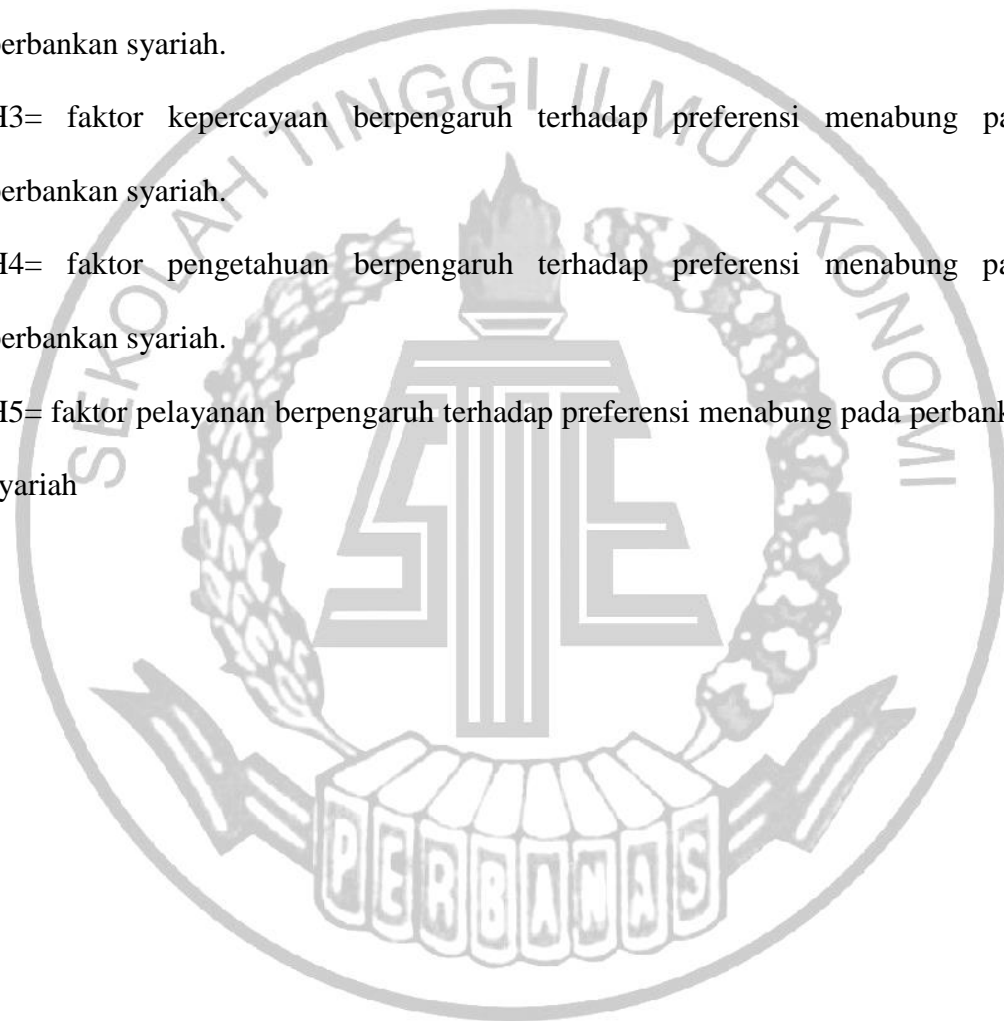 erbankan syariah.
H3= faktor kepercayaan berpengaruh terhadap preferensi menabung pa
erbankan syariah.
H4= faktor pengetahuan berpengaruh terhadap preferensi menabung pa
erbankan syariah.
H5= faktor pelayanan berpengaruh terhadap preferensi menabung pada perbank
yariah
SEKOLAH TINGGI ILMU EKONOMI
STIE
PERBANAS